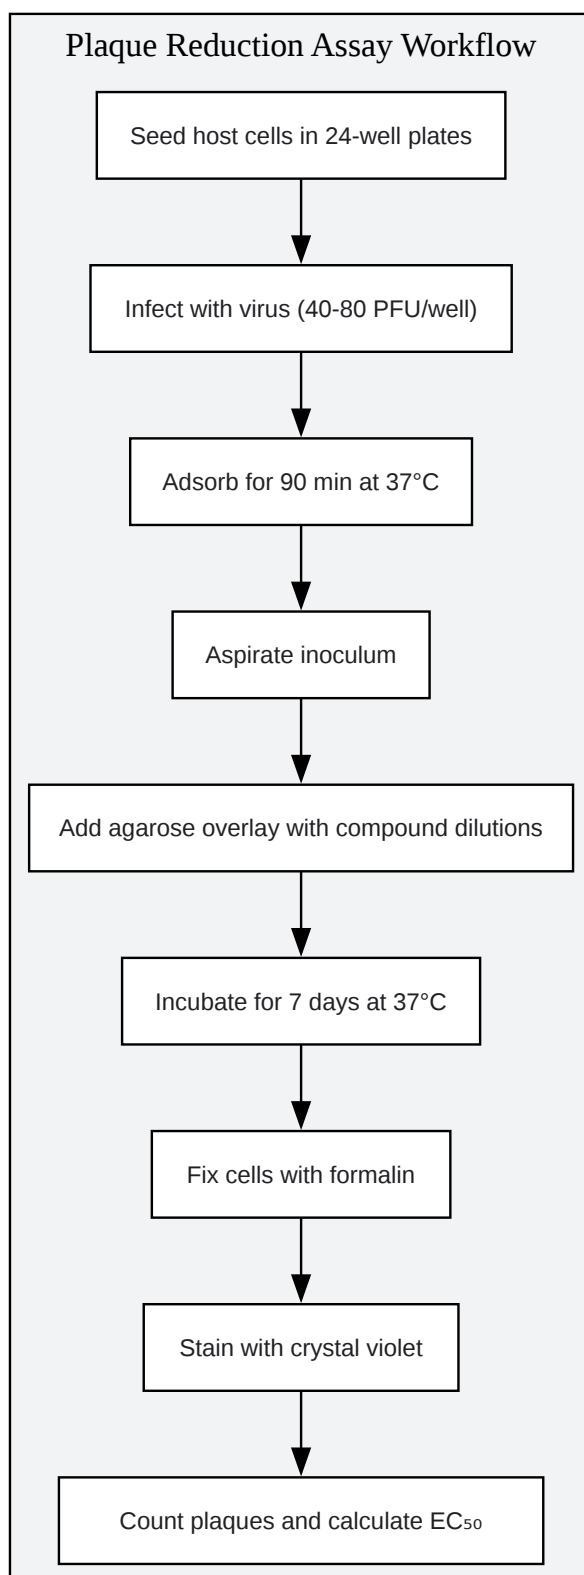 Plaque Reduction Assay Workflow
Seed host cells in 24-well plates
Infect with virus (40-80 PFU/well)
Adsorb for 90 min at 37°C
Aspirate inoculum
Add agarose overlay with compound dilutions
Incubate for 7 days at 37°C
Fix cells with formalin
Stain with crystal violet
Count plaques and calculate EC₅₀